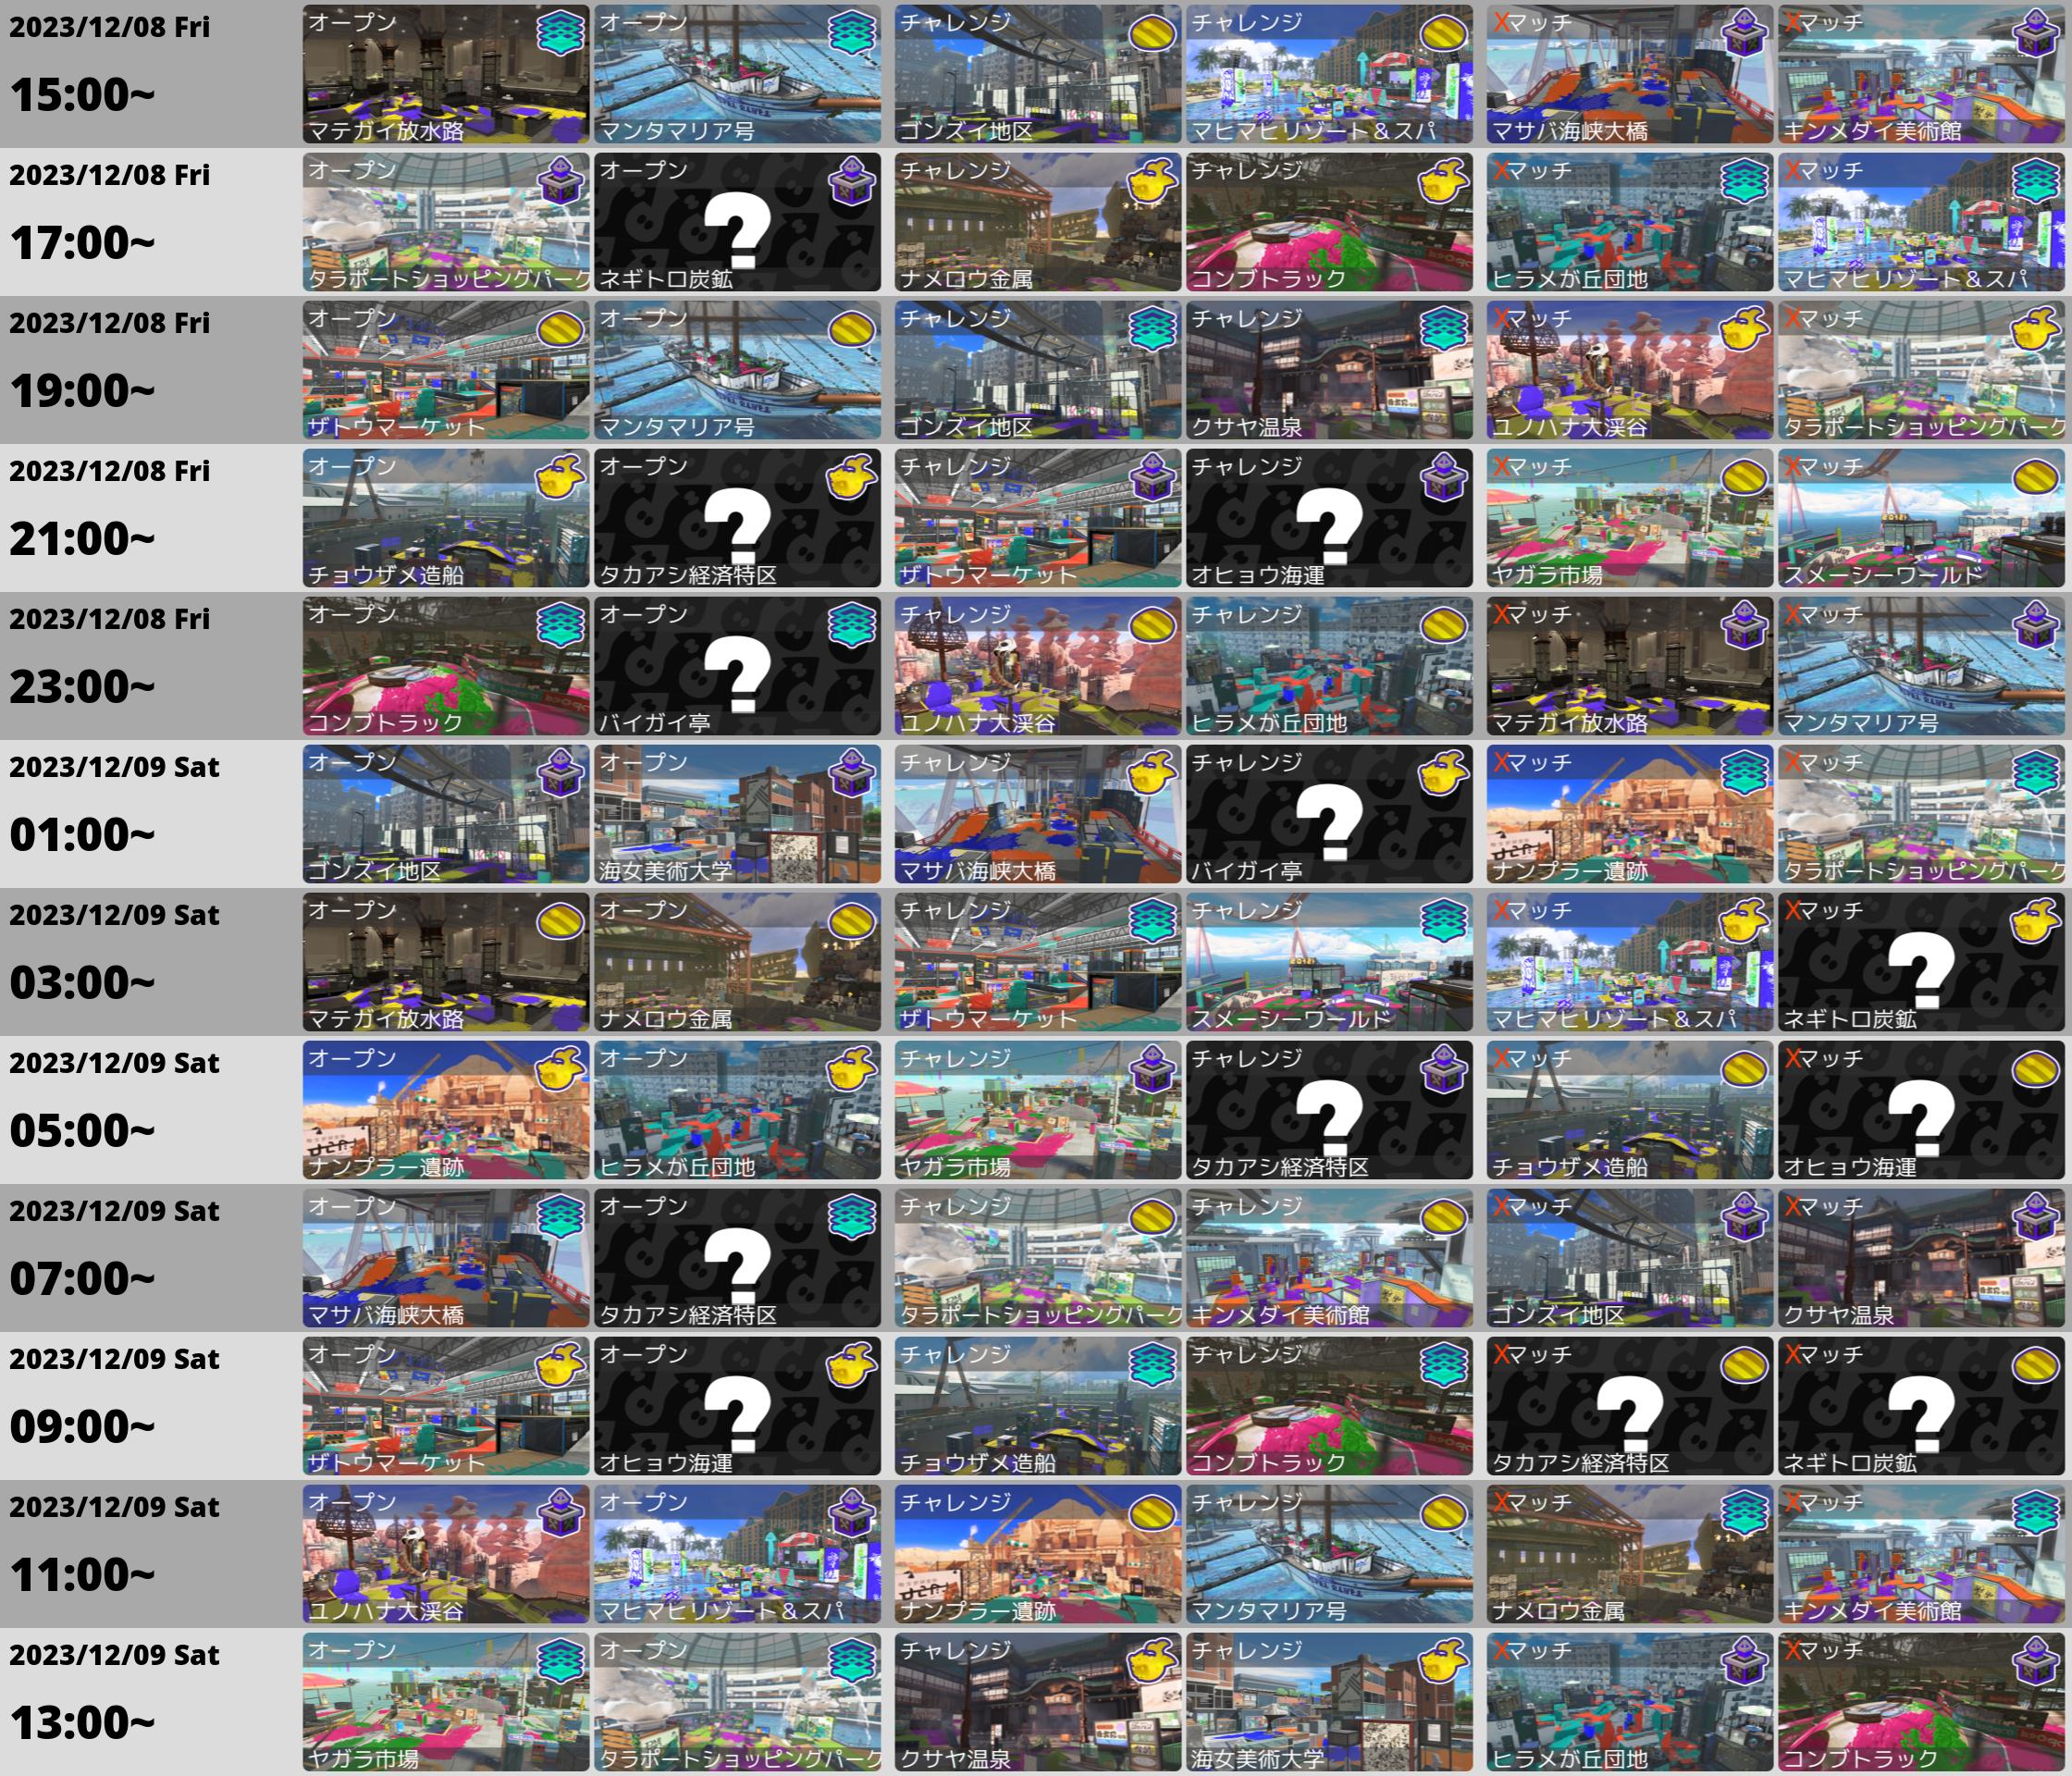 2023/12/08 Fri
15:00~
オープン
マテガイ放水路
オープン
マンタマリア号
チャレンジ
ゴンズイ地区
チャレンジ
マヒマヒリゾート＆スパ
Xマッチ
マサバ海峡大橋
Xマッチ
キンメダイ美術館
2023/12/08 Fri
17:00~
オープン
タラポートショッピングパーク
オープン
?
ネギトロ炭鉱
チャレンジ
ナメロウ金属
チャレンジ
コンブトラック
Xマッチ
ヒラメが丘団地
Xマッチ
マヒマヒリゾート＆スパ
2023/12/08 Fri
19:00~
オープン
ザトウマーケット
オープン
マンタマリア号
チャレンジ
ゴンズイ地区
チャレンジ
クサヤ温泉
Xマッチ
ユノハナ大渓谷
Xマッチ
タラポートショッピングパーク
2023/12/08 Fri
21:00~
オープン
チョウザメ造船
オープン
?
タカアシ経済特区
チャレンジ
ザトウマーケット
チャレンジ
?
オヒョウ海運
Xマッチ
ヤガラ市場
Xマッチ
スメーシーワールド
2023/12/08 Fri
23:00~
オープン
コンブトラック
オープン
?
バイガイ亭
チャレンジ
ユノハナ大渓谷
チャレンジ
ヒラメが丘団地
Xマッチ
マテガイ放水路
Xマッチ
マンタマリア号
2023/12/09 Sat
01:00~
オープン
ゴンズイ地区
オープン
海女美術大学
チャレンジ
マサバ海峡大橋
チャレンジ
?
バイガイ亭
Xマッチ
ナンプラー遺跡
Xマッチ
タラポートショッピングパーク
2023/12/09 Sat
03:00~
オープン
マテガイ放水路
オープン
ナメロウ金属
チャレンジ
ザトウマーケット
チャレンジ
スメーシーワールド
Xマッチ
マヒマヒリゾート＆スパ
Xマッチ
?
ネギトロ炭鉱
2023/12/09 Sat
05:00~
オープン
ナンプラー遺跡
オープン
ヒラメが丘団地
チャレンジ
ヤガラ市場
チャレンジ
?
タカアシ経済特区
Xマッチ
チョウザメ造船
Xマッチ
?
オヒョウ海運
2023/12/09 Sat
07:00~
オープン
マサバ海峡大橋
オープン
?
タカアシ経済特区
チャレンジ
タラポートショッピングパーク
チャレンジ
キンメダイ美術館
Xマッチ
ゴンズイ地区
Xマッチ
クサヤ温泉
2023/12/09 Sat
09:00~
オープン
ザトウマーケット
オープン
?
オヒョウ海運
チャレンジ
チョウザメ造船
チャレンジ
コンブトラック
Xマッチ
?
タカアシ経済特区
Xマッチ
?
ネギトロ炭鉱
2023/12/09 Sat
11:00~
オープン
ユノハナ大渓谷
オープン
マヒマヒリゾート＆スパ
チャレンジ
ナンプラー遺跡
チャレンジ
マンタマリア号
Xマッチ
ナメロウ金属
Xマッチ
キンメダイ美術館
2023/12/09 Sat
13:00~
オープン
ヤガラ市場
オープン
タラポートショッピングパーク
チャレンジ
クサヤ温泉
チャレンジ
海女美術大学
Xマッチ
ヒラメが丘団地
Xマッチ
コンブトラック